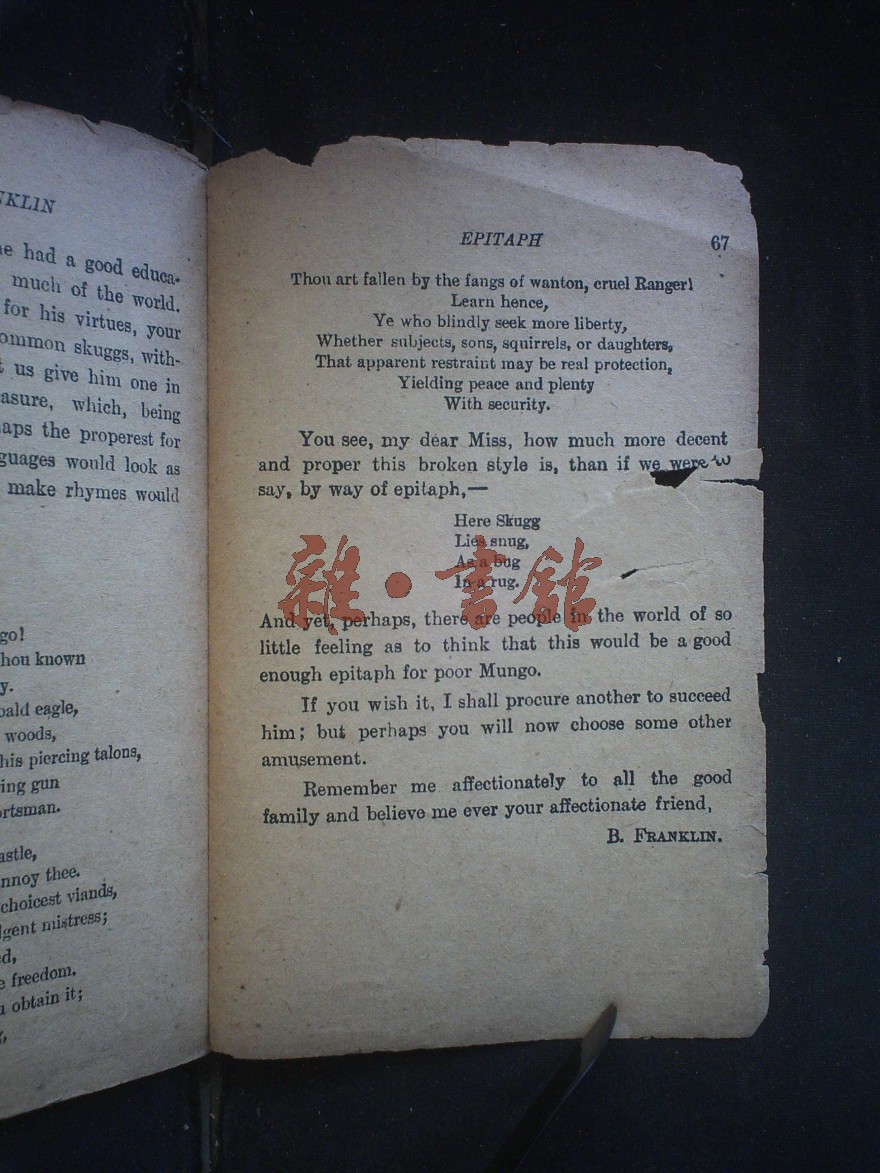 NKLIN
he had a good educa-
much of the world.
for his virtues, your
ommon skuggs, with-
t us give him one in
asure, which, being
aps the properest for
guages would look as
make rhymes would
go!
hou known
y.
bald eagle,
woods,
his piercing talons,
ing gun
ortsman.
astle,
nnoy thee.
choicest viands,
lgent mistress;
d,
e freedom.
u obtain it;
EPITAPH 67
Thou art fallen by the fangs of wanton, cruel Ranger!
Learn hence,
Ye who blindly seek more liberty,
Whether subjects, sons, squirrels, or daughters,
That apparent restraint may be real protection,
Yielding peace and plenty
With security.
You see, my dear Miss, how much more decent
and proper this broken style is, than if we were to
say, by way of epitaph,—
Here Skugg
Lies snug,
As a bug
In a rug.
雜·書館
And yet, perhaps, there are people in the world of so
little feeling as to think that this would be a good
enough epitaph for poor Mungo.
If you wish it, I shall procure another to succeed
him; but perhaps you will now choose some other
amusement.
Remember me affectionately to all the good
family and believe me ever your affectionate friend,
B. FRANKLIN.